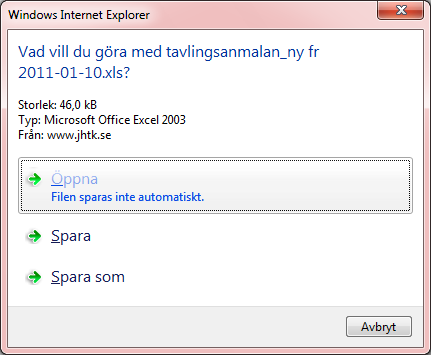 Windows Internet Explorer
Vad vill du göra med tavlingsanmalan_ny fr
2011-01-10.xls?
Storlek: 46,0 kB
Typ: Microsoft Office Excel 2003
Från: www.jhtk.se
Öppna
Filen sparas inte automatiskt.
Spara
Spara som
Avbryt